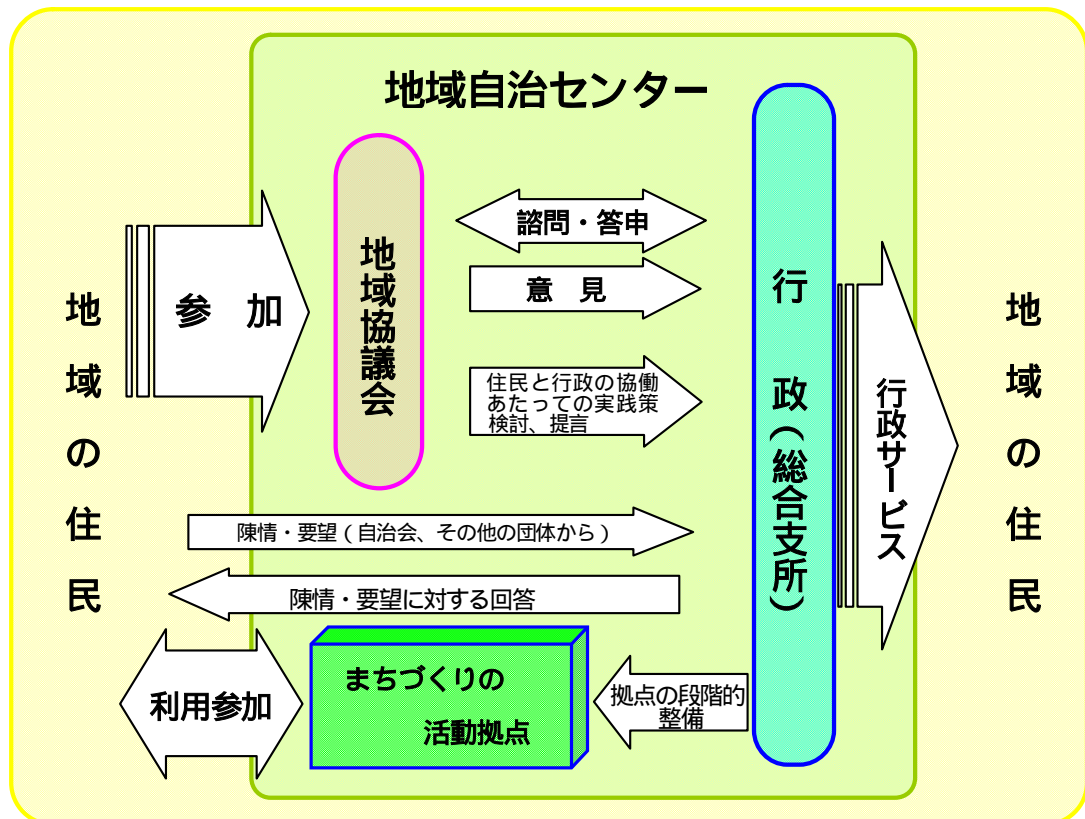 地域自治センター
地域の住民
参　加
地域協議会
諮問・答申
意　見
住民と行政の協働
あたっての実践策
検討、提言
行　政（総合支所）
行政サービス
地域の住民
陳情・要望（自治会、その他の団体から）
陳情・要望に対する回答
利用参加
まちづくりの
活動拠点
拠点の段階的
整備